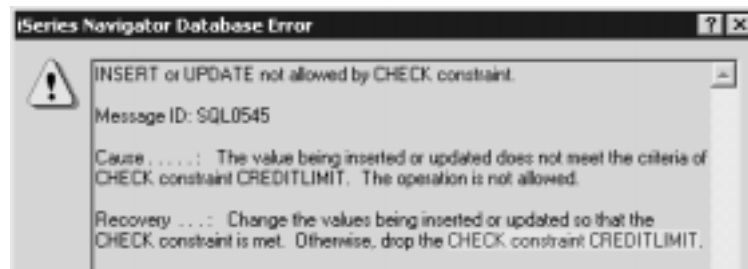 iSeries Navigator Database Error
INSERT or UPDATE not allowed by CHECK constraint.
Message ID: SQL0545
Cause . . . . . : The value being inserted or updated does not meet the criteria of
CHECK constraint CREDITLIMIT. The operation is not allowed.
Recovery . . . : Change the values being inserted or updated so that the
CHECK constraint is met. Otherwise, drop the CHECK constraint CREDITLIMIT.